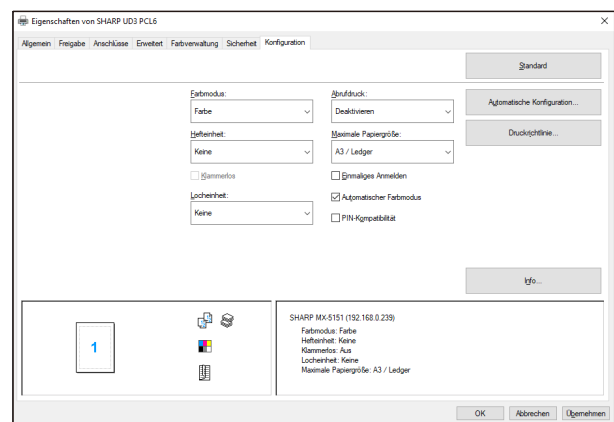 Eigenschaften von SHARP UD3 PCL6
Allgemein Freigabe Anschlüsse Erweitert Farbverwaltung Sicherheit Konfiguration
Standard
Farbmodus: Abrufdruck:
Farbe Deaktivieren
Automatische Konfiguration...
Hefteinheit: Maximale Papiergröße:
Druckrichtlinie...
Keine A3 / Ledger
Klammerlos Einmaliges Anmelden
Locheinheit: Automatischer Farbmodus
Keine PIN-Kompatibilität
Info...
1
SHARP MX-5151 (192.168.0.239)
Farbmodus: Farbe
Hefteinheit: Keine
Klammerlos: Aus
Locheinheit: Keine
Maximale Papiergröße: A3 / Ledger
OK Abbrechen Übernehmen